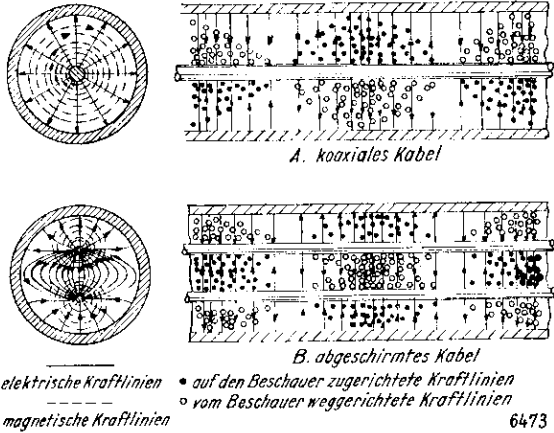 A. koaxiales Kabel
B. abgeschirmtes Kabel
elektrische Kraftlinien
magnetische Kraftlinien
auf den Beschauer zugerichtete Kraftlinien
vom Beschauer weggerichtete Kraftlinien
6473